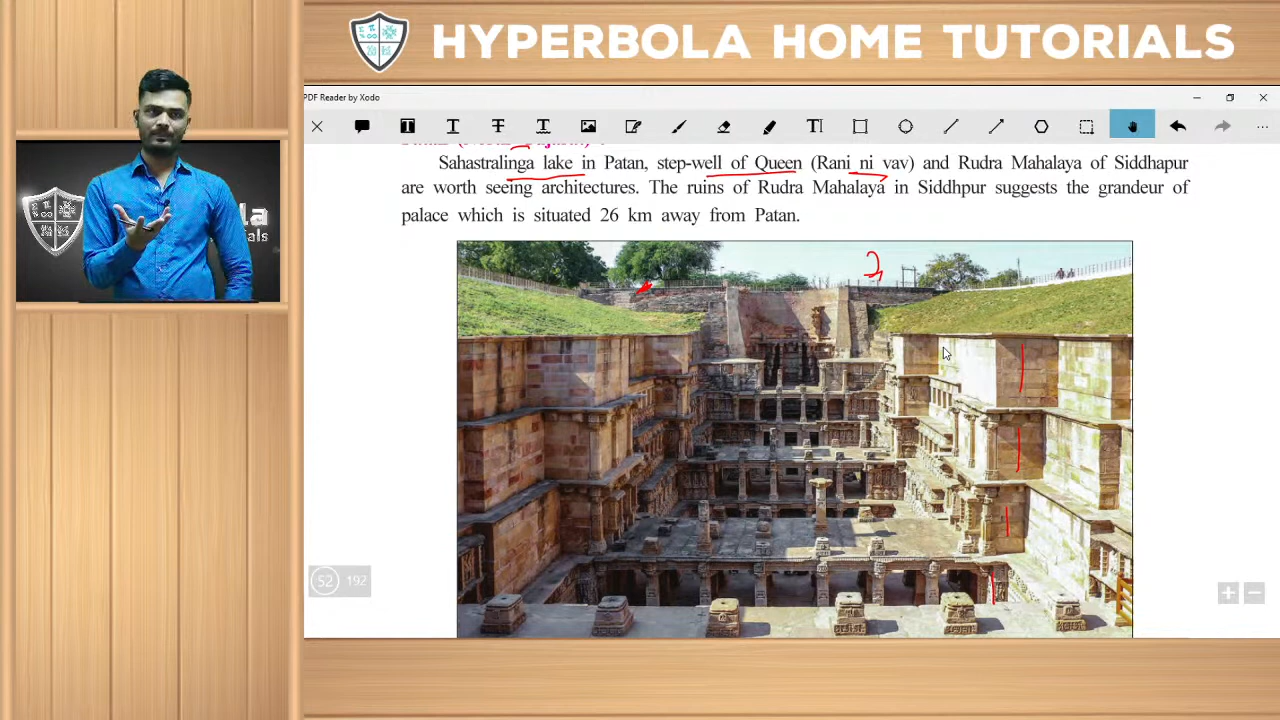 HYPERBOLA HOME TUTORIALS
PDF Reader by Xodo
Sahastralinga lake in Patan, step-well of Queen (Rani ni vav) and Rudra Mahalaya of Siddhapur
are worth seeing architectures. The ruins of Rudra Mahalaya in Siddhpur suggests the grandeur of
palace which is situated 26 km away from Patan.
52 192